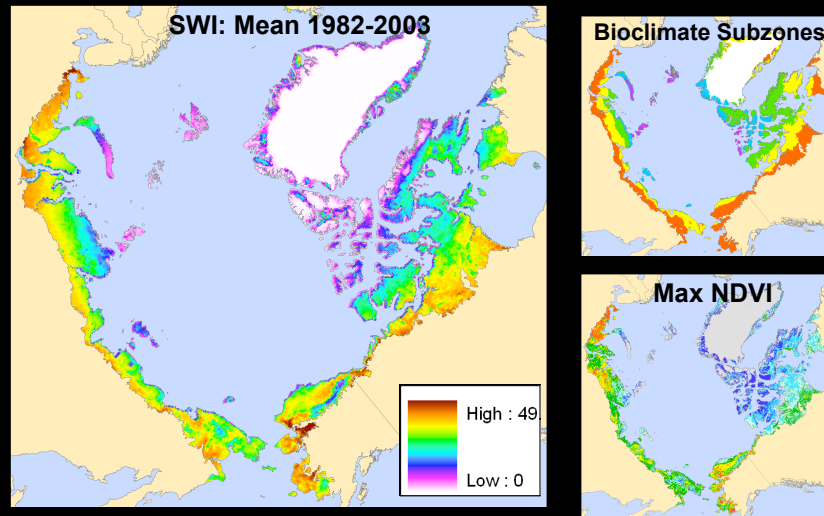 SWI: Mean 1982-2003
High : 49.
Low : 0
Bioclimate Subzones
Max NDVI